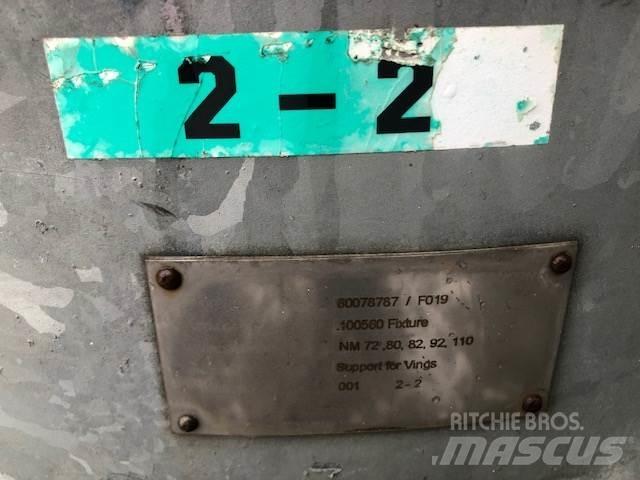 2-2
60078787 / F019
.100560 Fixture
NM 72 ,80, 82, 92, 110
Support for Vings
001 2-2
RITCHIE BROS.
MASCUS